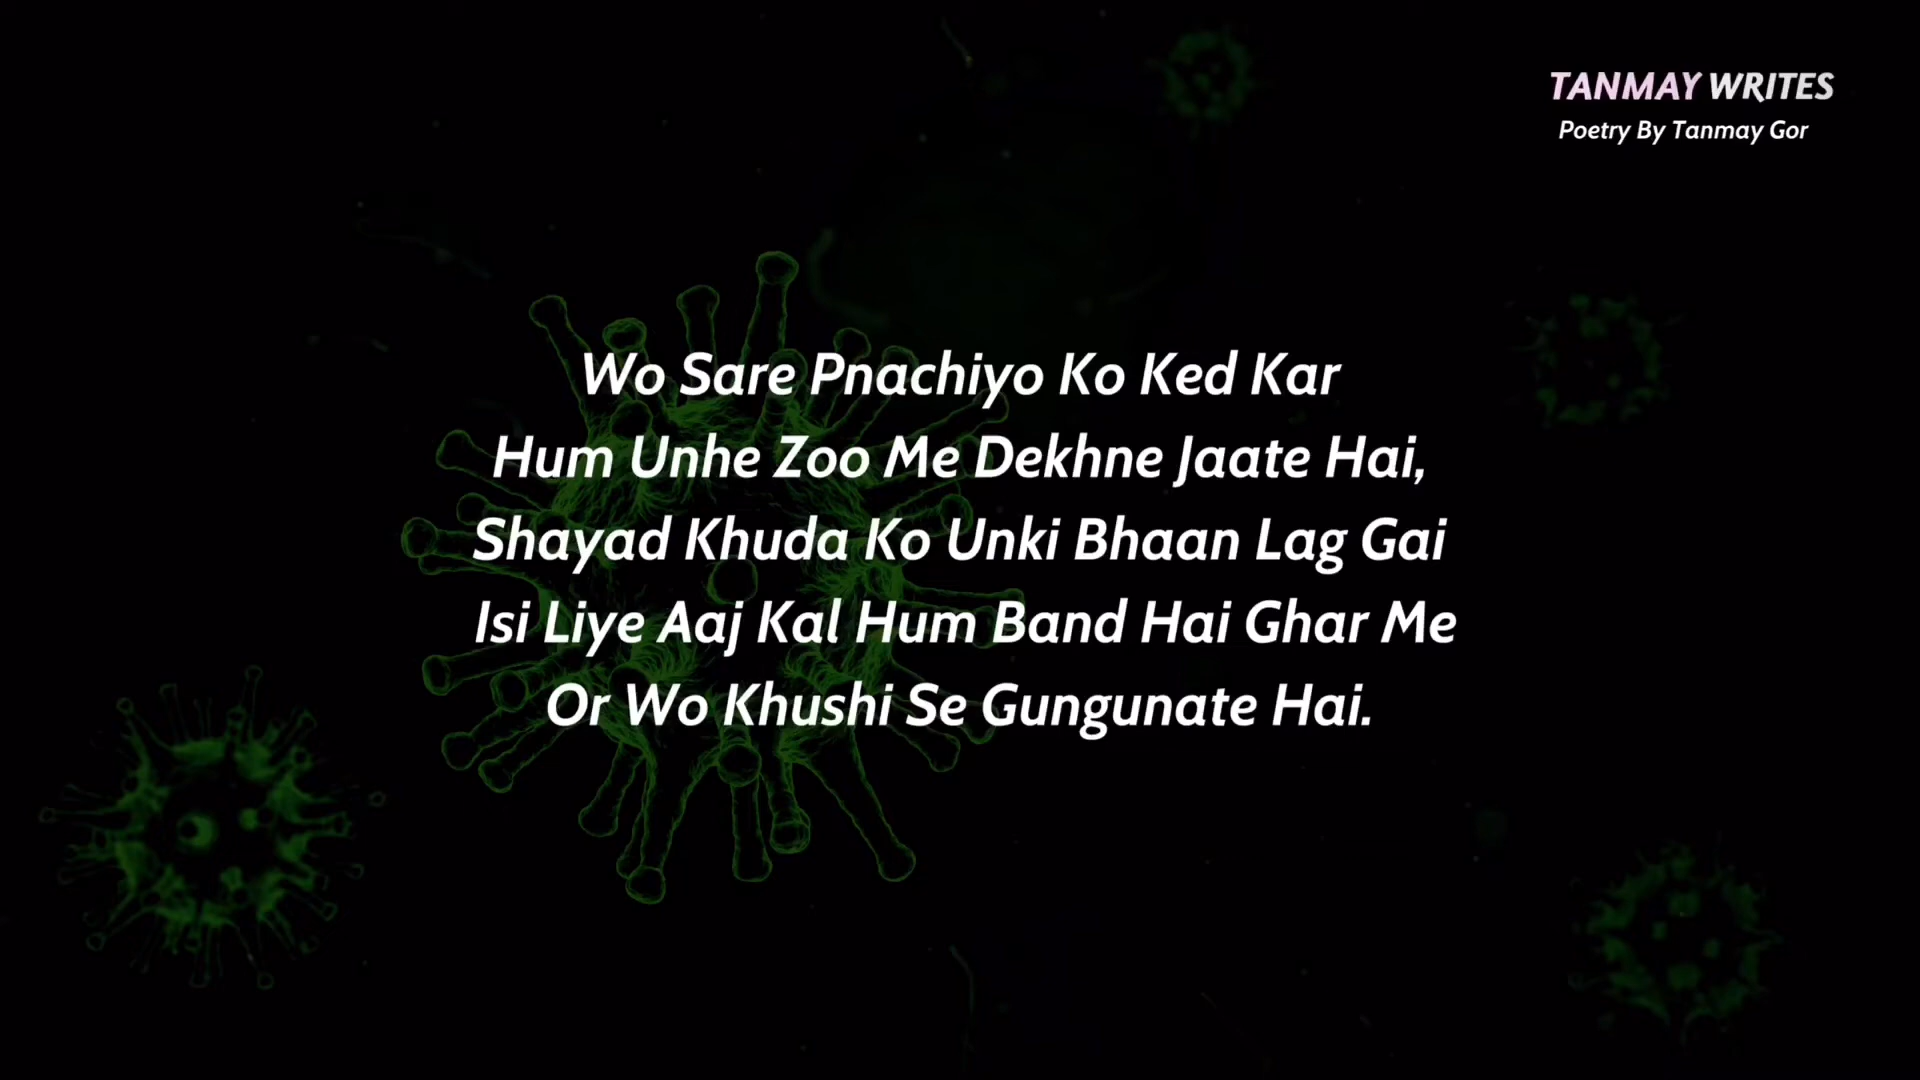 TANMAY WRITES
Poetry By Tanmay Gor
Wo Sare Pnachiyo Ko Ked Kar
Hum Unhe Zoo Me Dekhne Jaate Hai,
Shayad Khuda Ko Unki Bhaan Lag Gai
Isi Liye Aaj Kal Hum Band Hai Ghar Me
Or Wo Khushi Se Gungunate Hai.